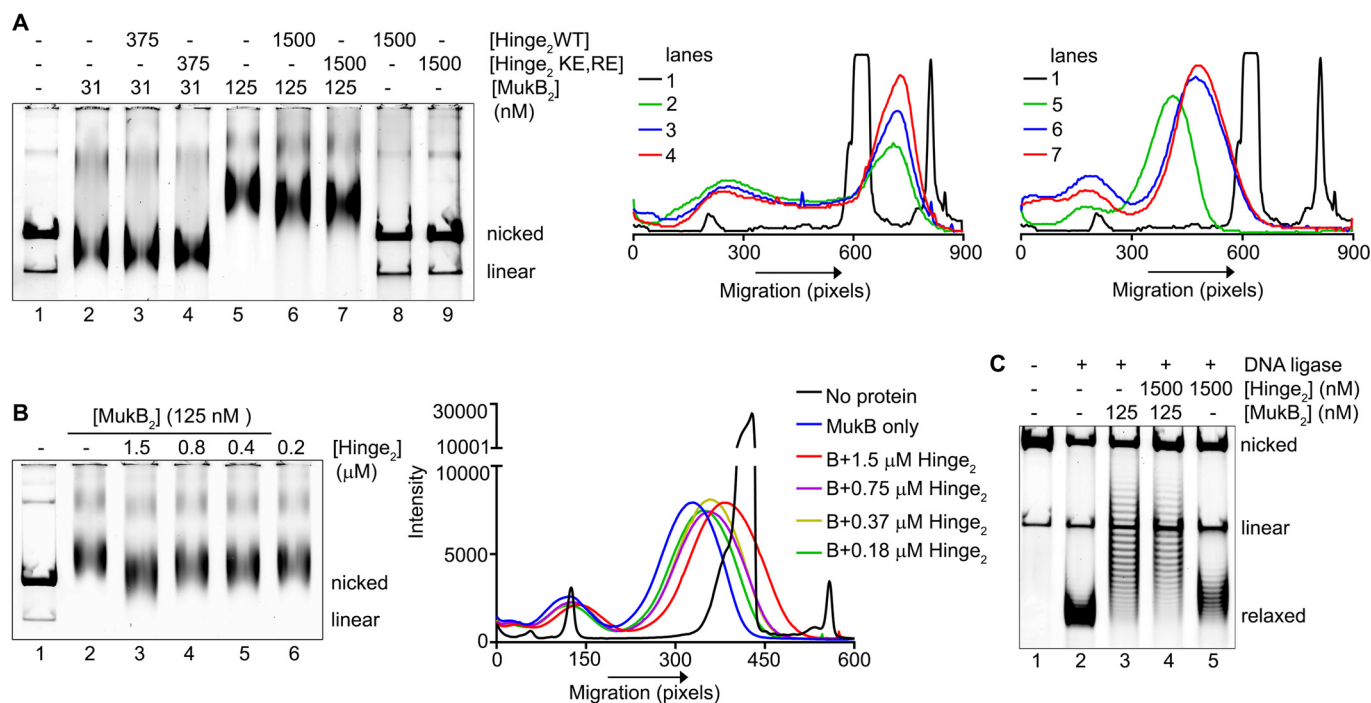 A
- - 375 - - 1500 - 1500 - [Hinge₂WT]
- - - 375 - - 1500 - 1500 [Hinge₂ KE,RE]
- 31 31 31 125 125 125 - - [MukB₂]
(nM)
nicked
linear
1 2 3 4 5 6 7 8 9
lanes
1
2
3
4
0 300 600 900
Migration (pixels)
lanes
1
5
6
7
0 300 600 900
Migration (pixels)
B
[MukB₂] (125 nM )
- - 1.5 0.8 0.4 0.2 [Hinge₂]
(μM)
nicked
linear
1 2 3 4 5 6
Intensity
30000
10001
10000
5000
0
0 150 300 450 600
Migration (pixels)
No protein
MukB only
B+1.5 μM Hinge₂
B+0.75 μM Hinge₂
B+0.37 μM Hinge₂
B+0.18 μM Hinge₂
C
- + + + + DNA ligase
- - - 1500 1500 [Hinge₂] (nM)
- - 125 125 - [MukB₂] (nM)
nicked
linear
relaxed
1 2 3 4 5